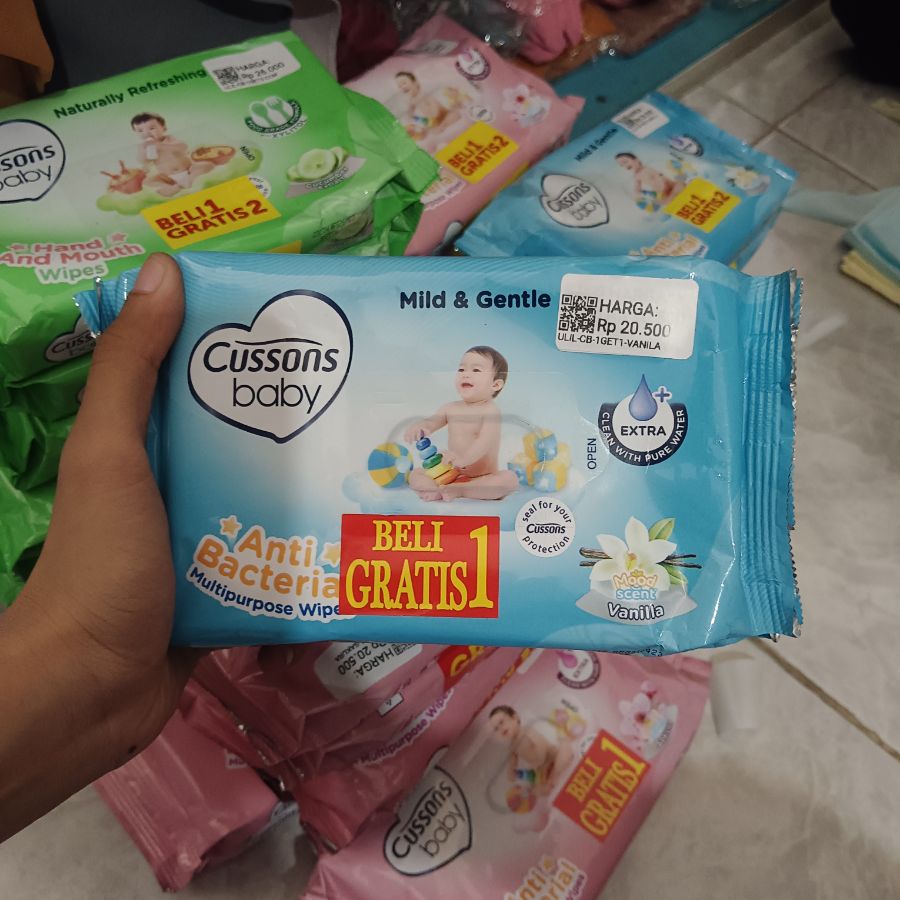 Naturally Refreshing
HARGA:
Rp 26.000
Cussons
baby
Hand
And Mouth
Wipes
BELI 1
GRATIS 2
BELI 1
GRATIS 2
Mild & Gentle
Cussons
baby
BELI 1
GRATIS 2
Cussons
baby
Mild & Gentle
HARGA:
Rp 20.500
ULIL-CB-1GET1-VANILA
EXTRA
CLEAN WITH PURE WATER
OPEN
seal for your
Cussons
protection
Anti
Bacteria
Multipurpose Wipe
BELI
GRATIS 1
Mood
scent
Vanilla
HARGA:
Rp 20.500
Multipurpose Wipes
EXTRA
Cussons
baby
BELI
GRATIS 1